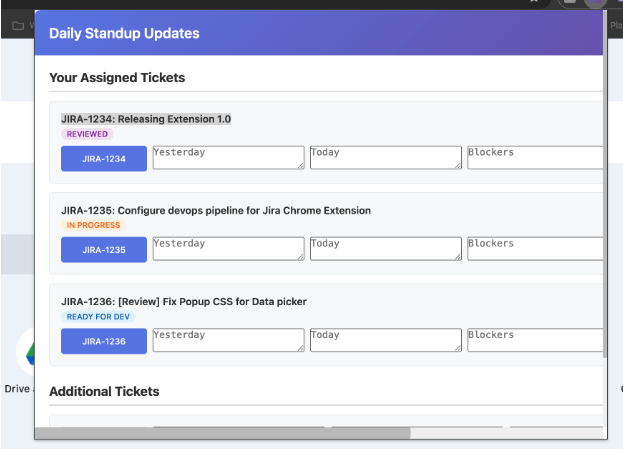 Daily Standup Updates
Your Assigned Tickets
JIRA-1234: Releasing Extension 1.0
REVIEWED
JIRA-1234 Yesterday Today Blockers
JIRA-1235: Configure devops pipeline for Jira Chrome Extension
IN PROGRESS
JIRA-1235 Yesterday Today Blockers
JIRA-1236: [Review] Fix Popup CSS for Data picker
READY FOR DEV
JIRA-1236 Yesterday Today Blockers
Drive
Additional Tickets